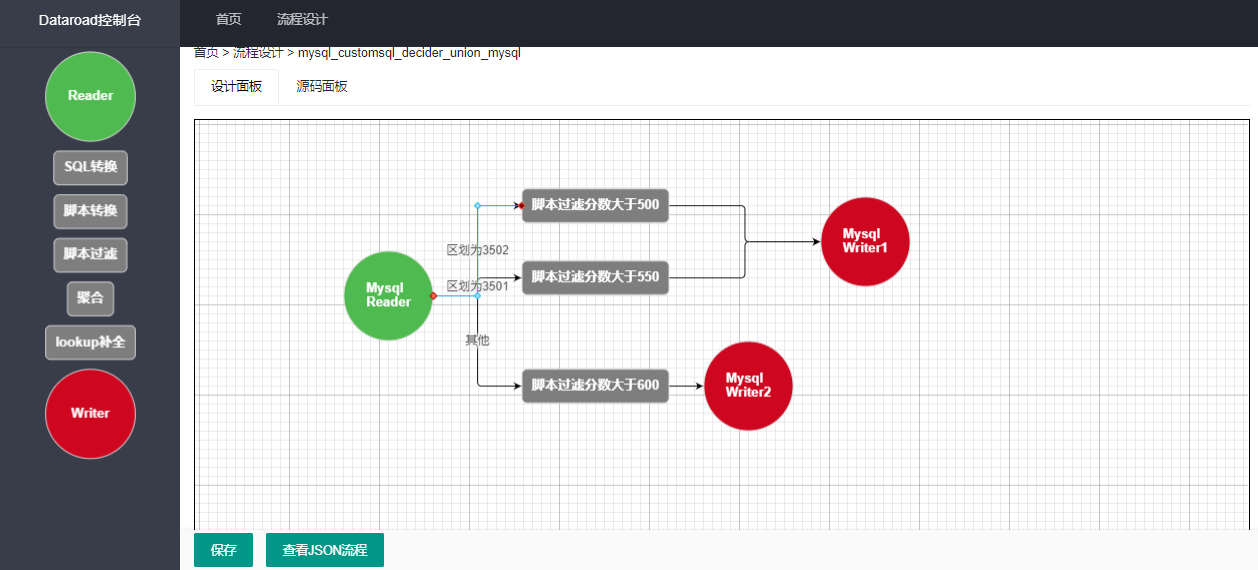 Dataroad控制台
首页
流程设计
首页 > 流程设计 > mysql_customsql_decider_union_mysql
设计面板
源码面板
Reader
SQL转换
脚本转换
脚本过滤
聚合
lookup补全
Writer
Mysql
Reader
区划为3502
区划为3501
其他
脚本过滤分数大于500
脚本过滤分数大于550
脚本过滤分数大于600
Mysql
Writer1
Mysql
Writer2
保存
查看JSON流程